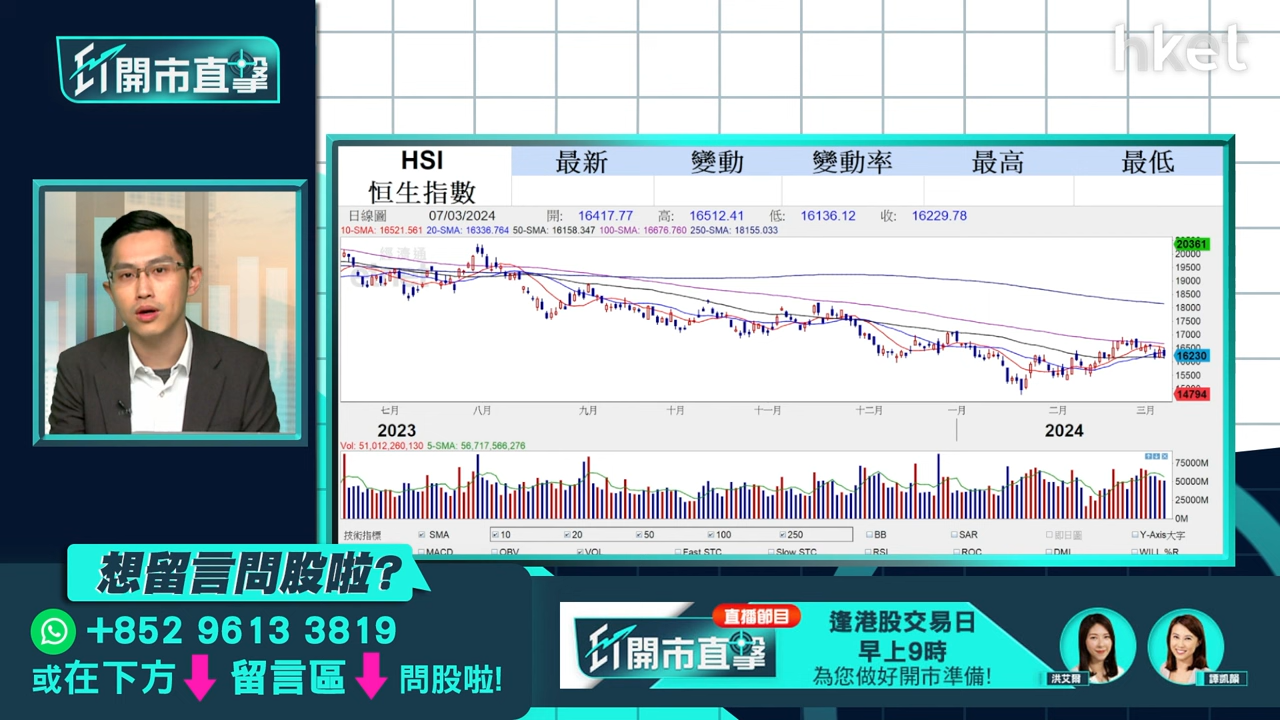 開市直擊
hket
HSI 最新 變動 變動率 最高 最低
恒生指數
日線圖 07/03/2024 開: 16417.77 高: 16512.41 低: 16136.12 收: 16229.78
10-SMA: 16521.561 20-SMA: 16336.764 50-SMA: 16158.347 100-SMA: 16676.760 250-SMA: 18155.033
經濟通
20361
20000
19500
19000
18500
18000
17500
17000
16500
16230
15500
14794
七月 八月 九月 十月 十一月 十二月 一月 二月 三月
2023 2024
Vol: 51,012,260,130 5-SMA: 56,717,566,276
75000M
50000M
25000M
0M
技術指標 SMA 10 20 50 100 250 BB SAR 即日圖 Y-Axis大字
MACD OBV VOL Fast STC Slow STC RSI ROC DMI WILL %R
想留言問股啦?
+852 9613 3819
或在下方 留言區 問股啦!
直播節目
開市直擊
逢港股交易日
早上9時
為您做好開市準備!
洪艾爾
譚凱韻